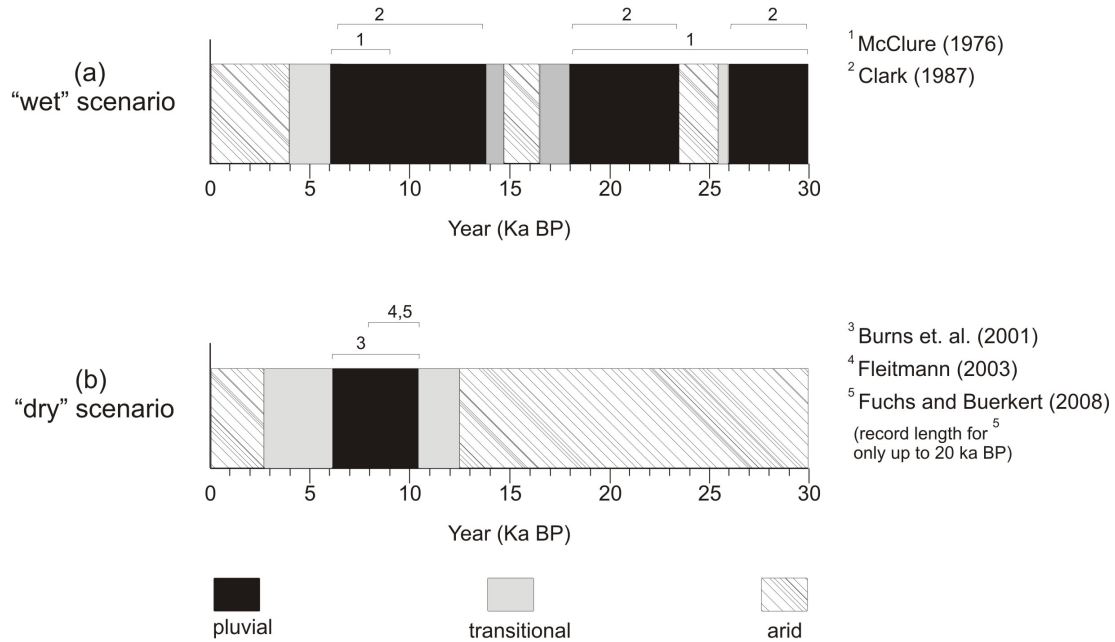 2 2 2
1 1
(a)
“wet” scenario
1 McClure (1976)
2 Clark (1987)
0 5 10 15 20 25 30
Year (Ka BP)
4,5
3
(b)
“dry” scenario
3 Burns et. al. (2001)
4 Fleitmann (2003)
5 Fuchs and Buerkert (2008)
(record length for 5
only up to 20 ka BP)
0 5 10 15 20 25 30
Year (Ka BP)
pluvial transitional arid